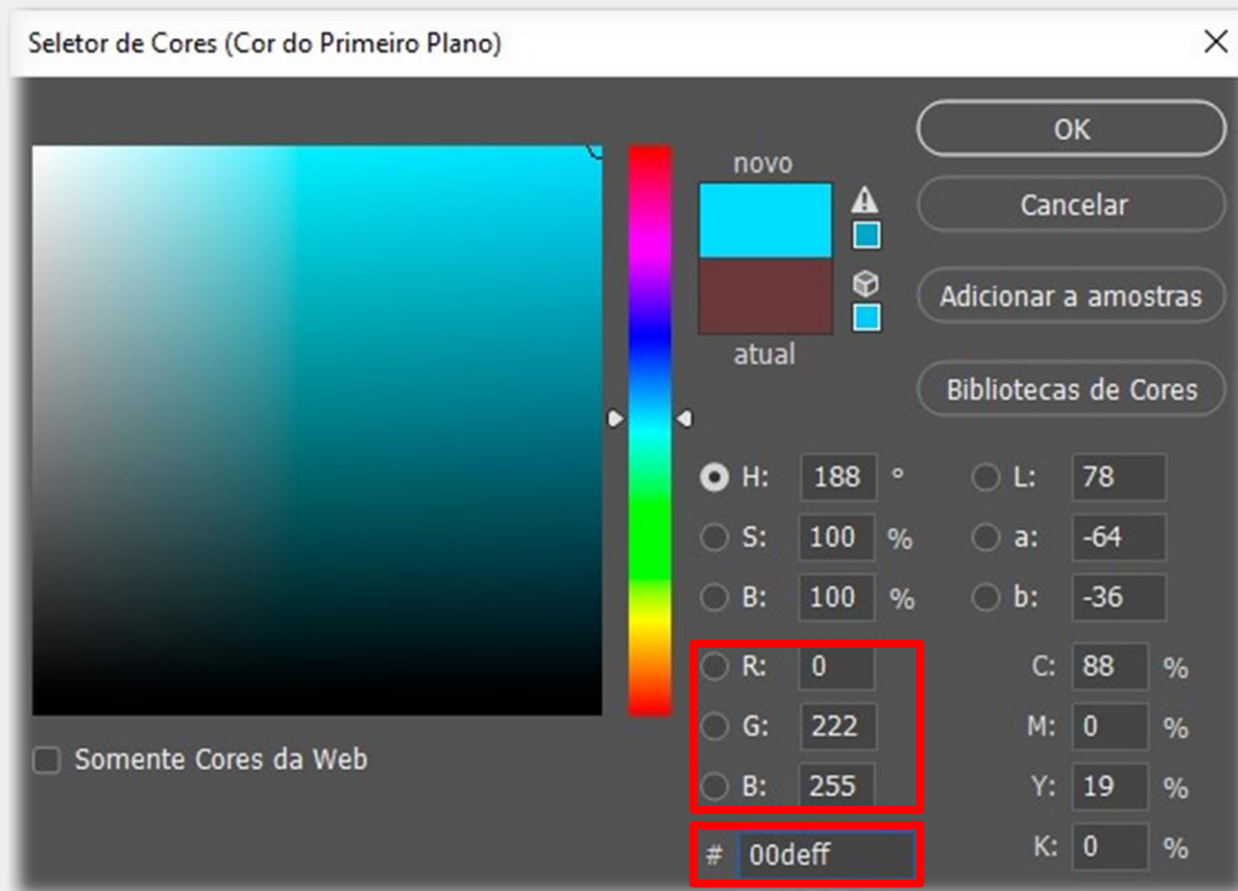 Seletor de Cores (Cor do Primeiro Plano)
OK
novo
Cancelar
Adicionar a amostras
atual
Bibliotecas de Cores
H: 188 °
L: 78
S: 100 %
a: -64
B: 100 %
b: -36
R: 0
C: 88 %
G: 222
M: 0 %
Somente Cores da Web
B: 255
Y: 19 %
# 00deff
K: 0 %